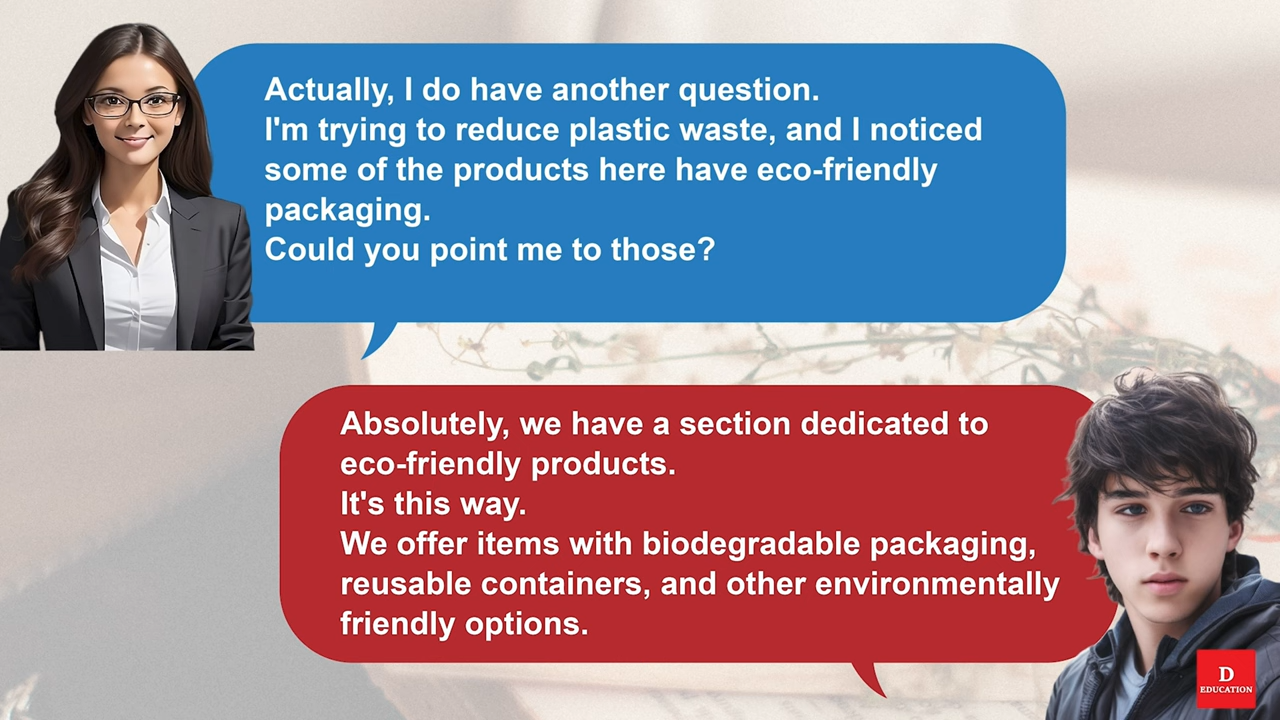 Actually, I do have another question.
I'm trying to reduce plastic waste, and I noticed
some of the products here have eco-friendly
packaging.
Could you point me to those?
Absolutely, we have a section dedicated to
eco-friendly products.
It's this way.
We offer items with biodegradable packaging,
reusable containers, and other environmentally
friendly options.
D
EDUCATION